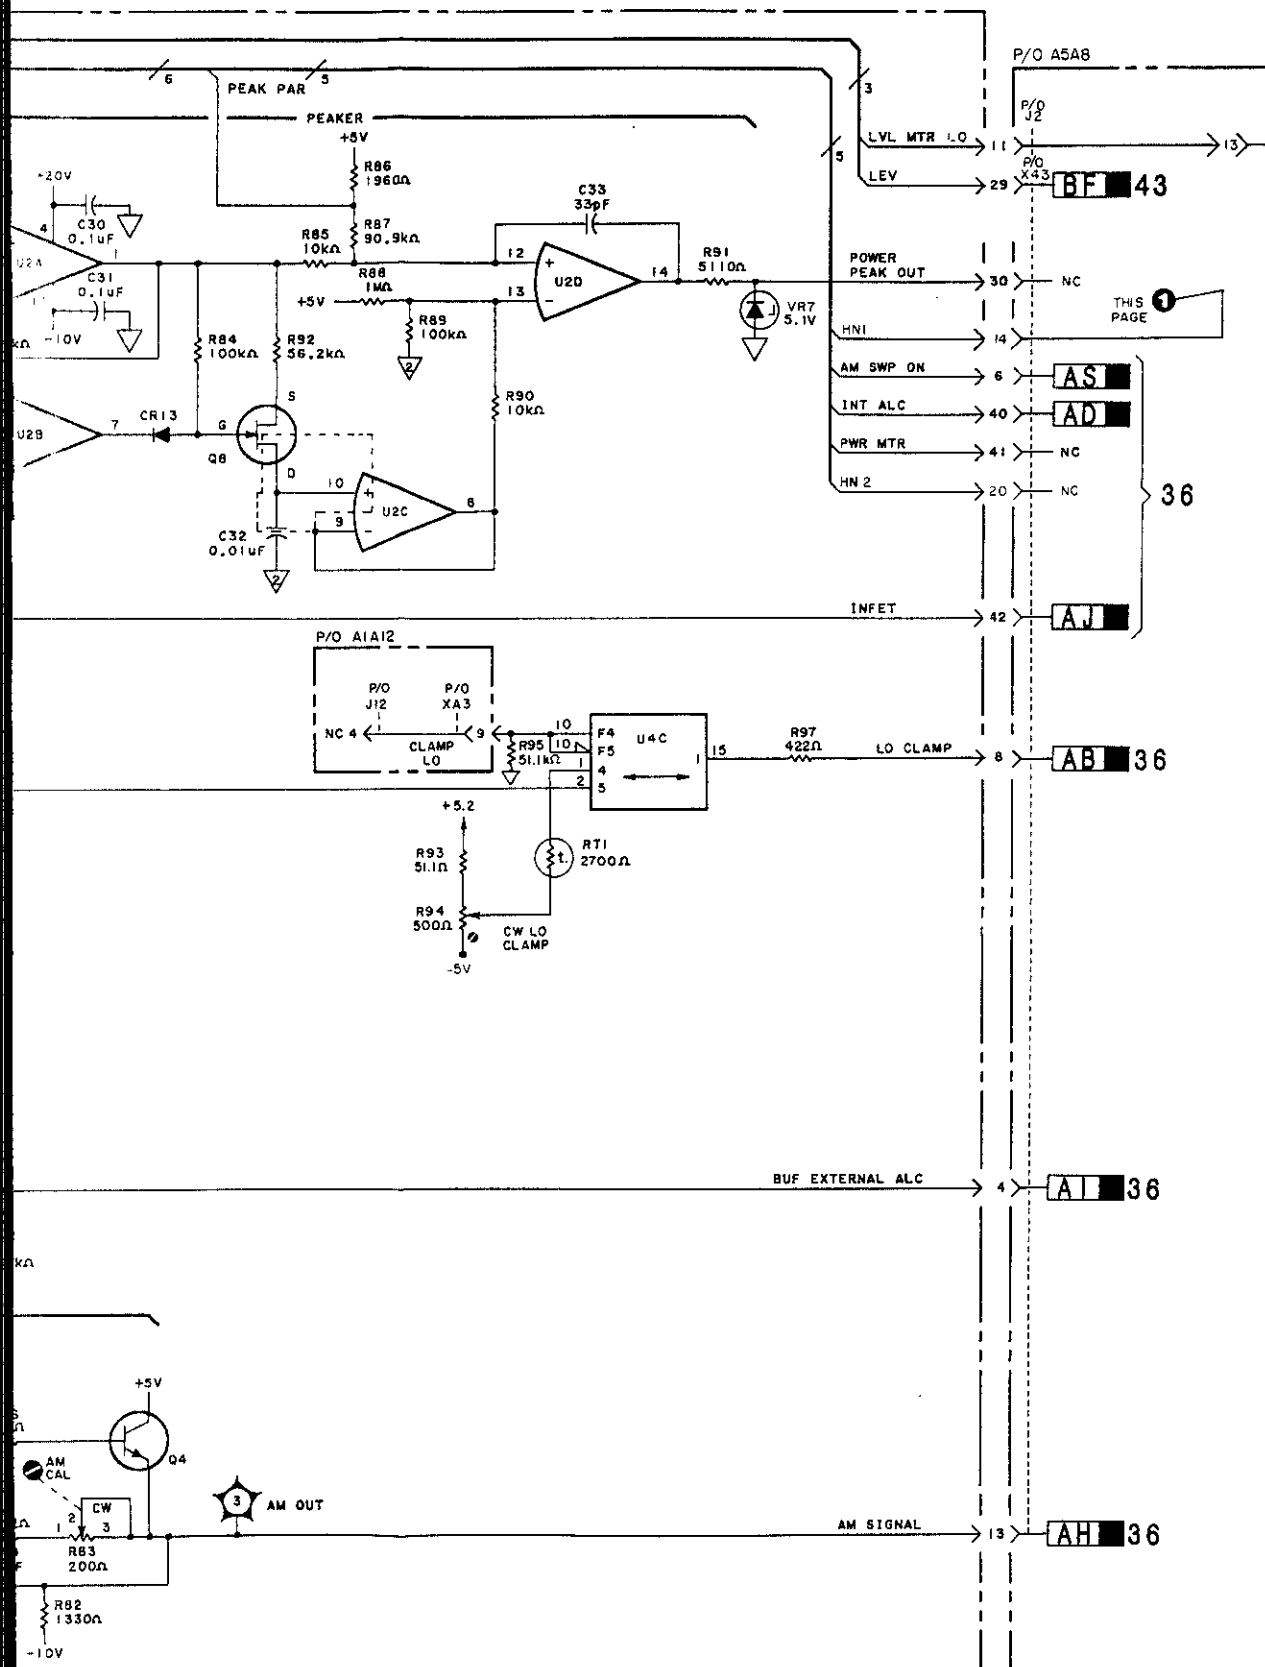 P/O A5A8
6
5
3
PEAK PAR
P/O
J2
PEAKER
+5V
LVL MTR LO
11
13
5
R86
1960Ω
P/O
X43
+20V
LEV
29
BF 43
C33
33pF
C30
0.1uF
4
R87
90.9kΩ
R85
10kΩ
1
12
R91
5110Ω
POWER
PEAK OUT
U2A
C31
0.1uF
R88
1MΩ
+
U2D
14
30
NC
+5V
13
-
VR7
5.1V
THIS
PAGE
1
-10V
R84
100kΩ
R92
56.2kΩ
R89
100kΩ
HN1
14
kΩ
2
AM SWP ON
6
AS
S
R90
10kΩ
INT ALC
40
AD
CR13
G
7
U2B
Q8
PWR MTR
41
NC
D
10
HN2
20
NC
36
+
U2C
8
9
-
C32
0.01uF
2
INFET
42
AJ
P/O A1A12
P/O
J12
P/O
XA3
NC 4
9
CLAMP
LO
R95
51.1kΩ
10
F4
U4C
10
F5
1
4
2
5
15
1
R97
422Ω
LO CLAMP
8
AB 36
+5.2
R93
51.1Ω
t.
RT1
2700Ω
R94
500Ω
CW LO
CLAMP
-5V
BUF EXTERNAL ALC
4
AI 36
kΩ
+5V
Ω
Q4
AM
CAL
3
AM OUT
CW
2
Ω
1
3
AM SIGNAL
13
AH 36
R83
200Ω
F
R82
1330Ω
-10V